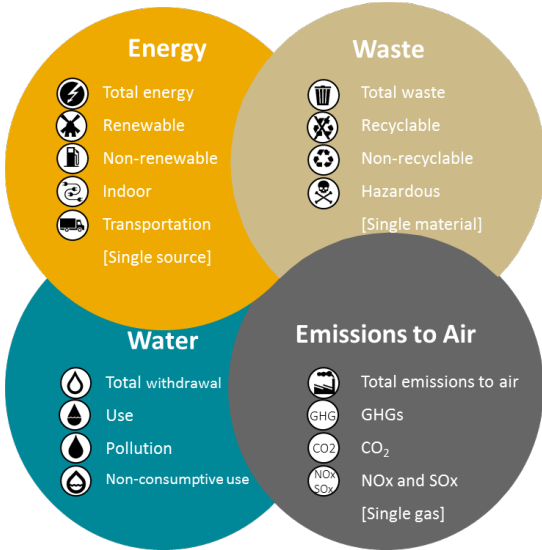 Energy
Total energy
Renewable
Non-renewable
Indoor
Transportation
[Single source]
Waste
Total waste
Recyclable
Non-recyclable
Hazardous
[Single material]
Water
Total withdrawal
Use
Pollution
Non-consumptive use
Emissions to Air
Total emissions to air
GHG GHGs
CO2 CO₂
NOx
SOx
NOx and SOx
[Single gas]